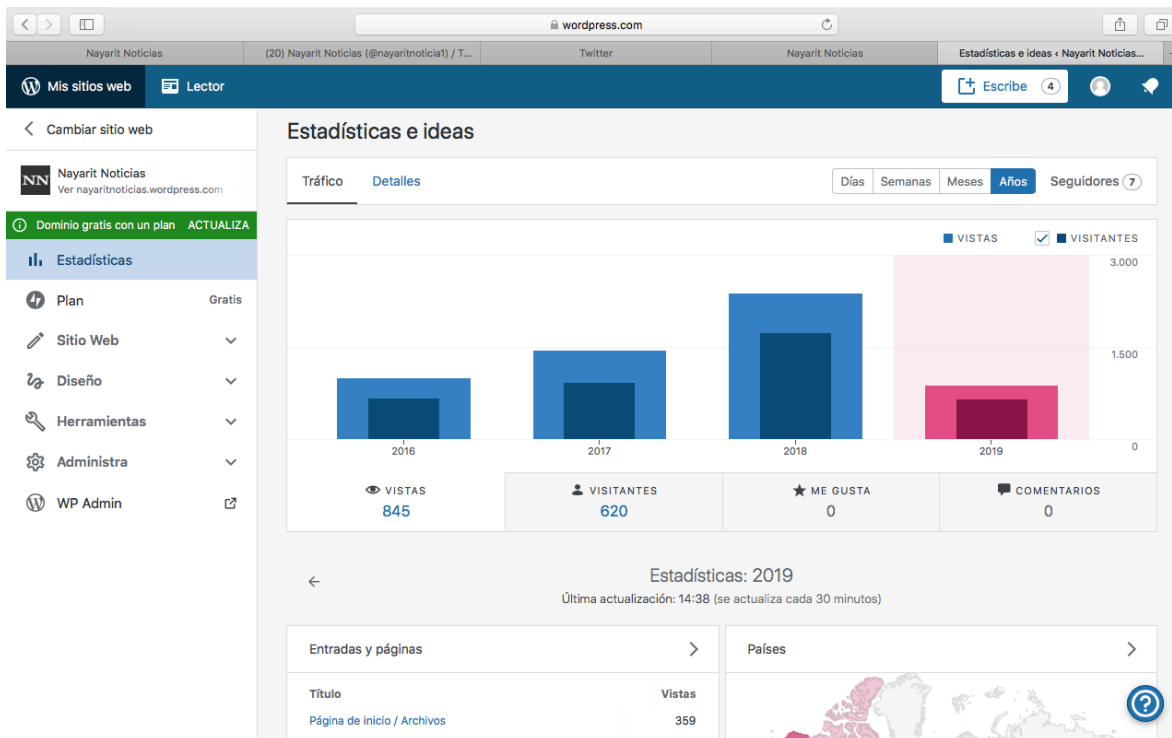 wordpress.com
Nayarit Noticias
(20) Nayarit Noticias (@nayaritnoticia1) / T...
Twitter
Nayarit Noticias
Estadísticas e ideas ‹ Nayarit Noticias...
Mis sitios web
Lector
Escribe 4
Cambiar sitio web
NN
Nayarit Noticias
Ver nayaritnoticias.wordpress.com
Dominio gratis con un plan ACTUALIZA
Estadísticas
Plan Gratis
Sitio Web
Diseño
Herramientas
Administra
WP Admin
Estadísticas e ideas
Tráfico Detalles
Días Semanas Meses Años Seguidores 7
VISTAS VISITANTES
3.000
1.500
0
2016 2017 2018 2019
VISTAS VISITANTES ME GUSTA COMENTARIOS
845 620 0 0
Estadísticas: 2019
Última actualización: 14:38 (se actualiza cada 30 minutos)
Entradas y páginas
Título Vistas
Página de inicio / Archivos 359
Países